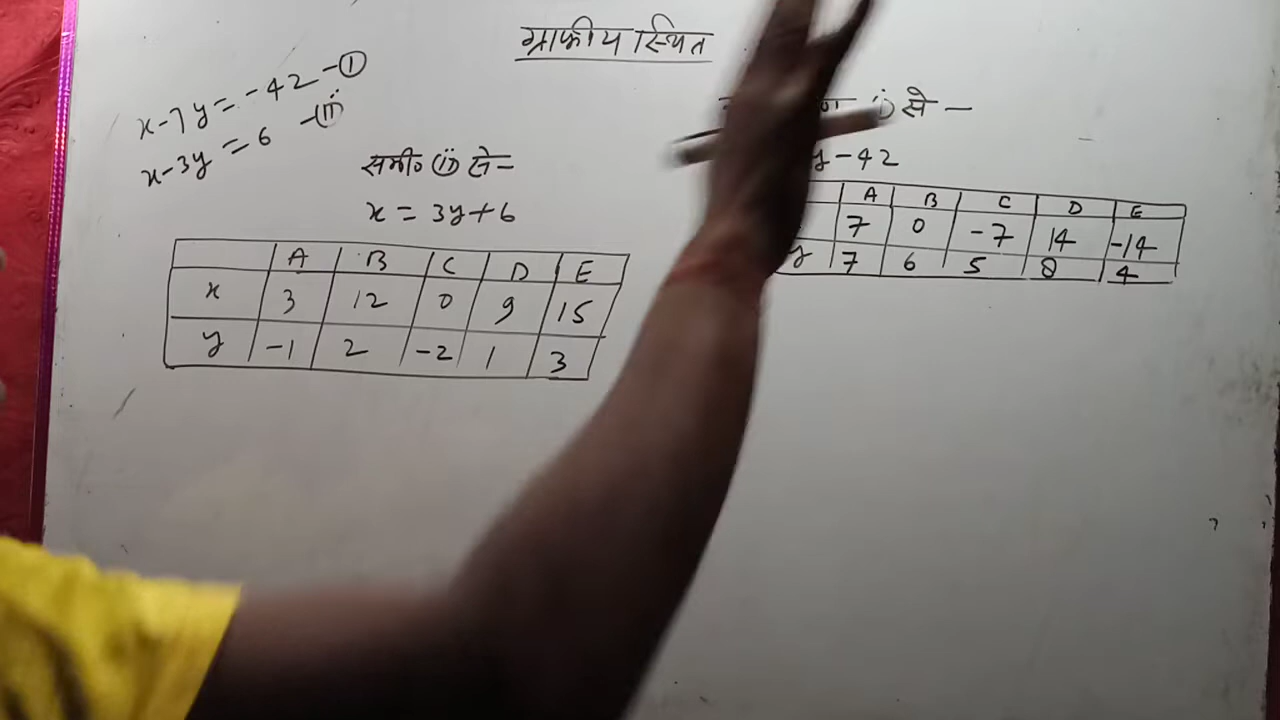 ग्राफीय स्थित
x-7y = -42 -①
x-3y = 6 -(ii)
समी० (ii) से-
x = 3y+6
A B C D E
x 3 12 0 9 15
y -1 2 -2 1 3
(i) से -
y-42
A B C D E
7 0 -7 14 -14
y 7 6 5 8 4